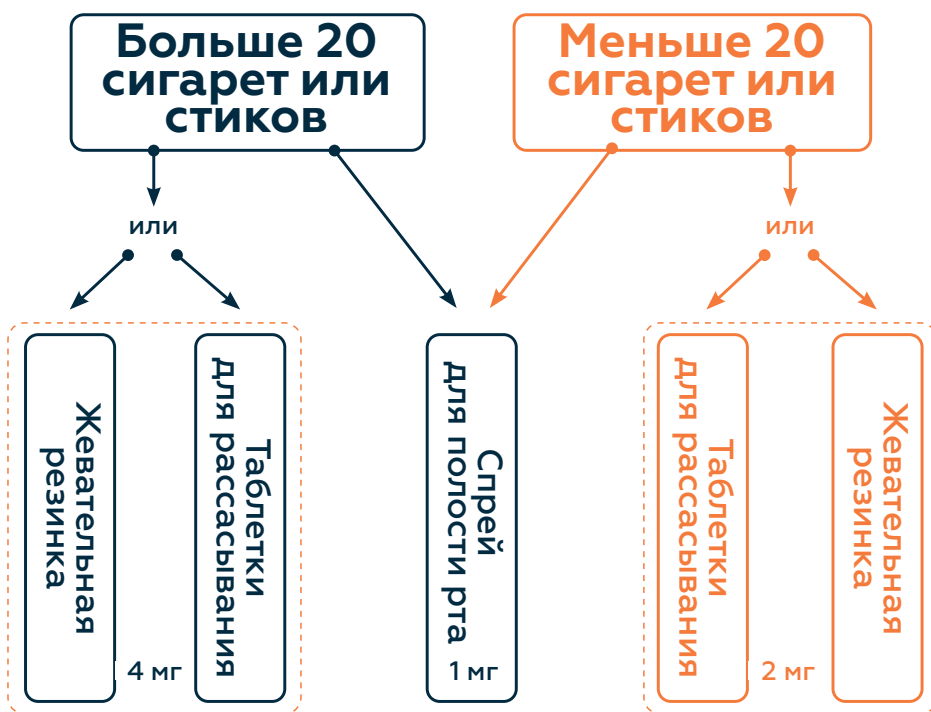 Больше 20
сигарет или
стиков
Меньше 20
сигарет или
стиков
или
или
Жевательная
резинка
Таблетки
для рассасывания
4 мг
Спрей
для полости рта
1 мг
Таблетки
для рассасывания
2 мг
Жевательная
резинка